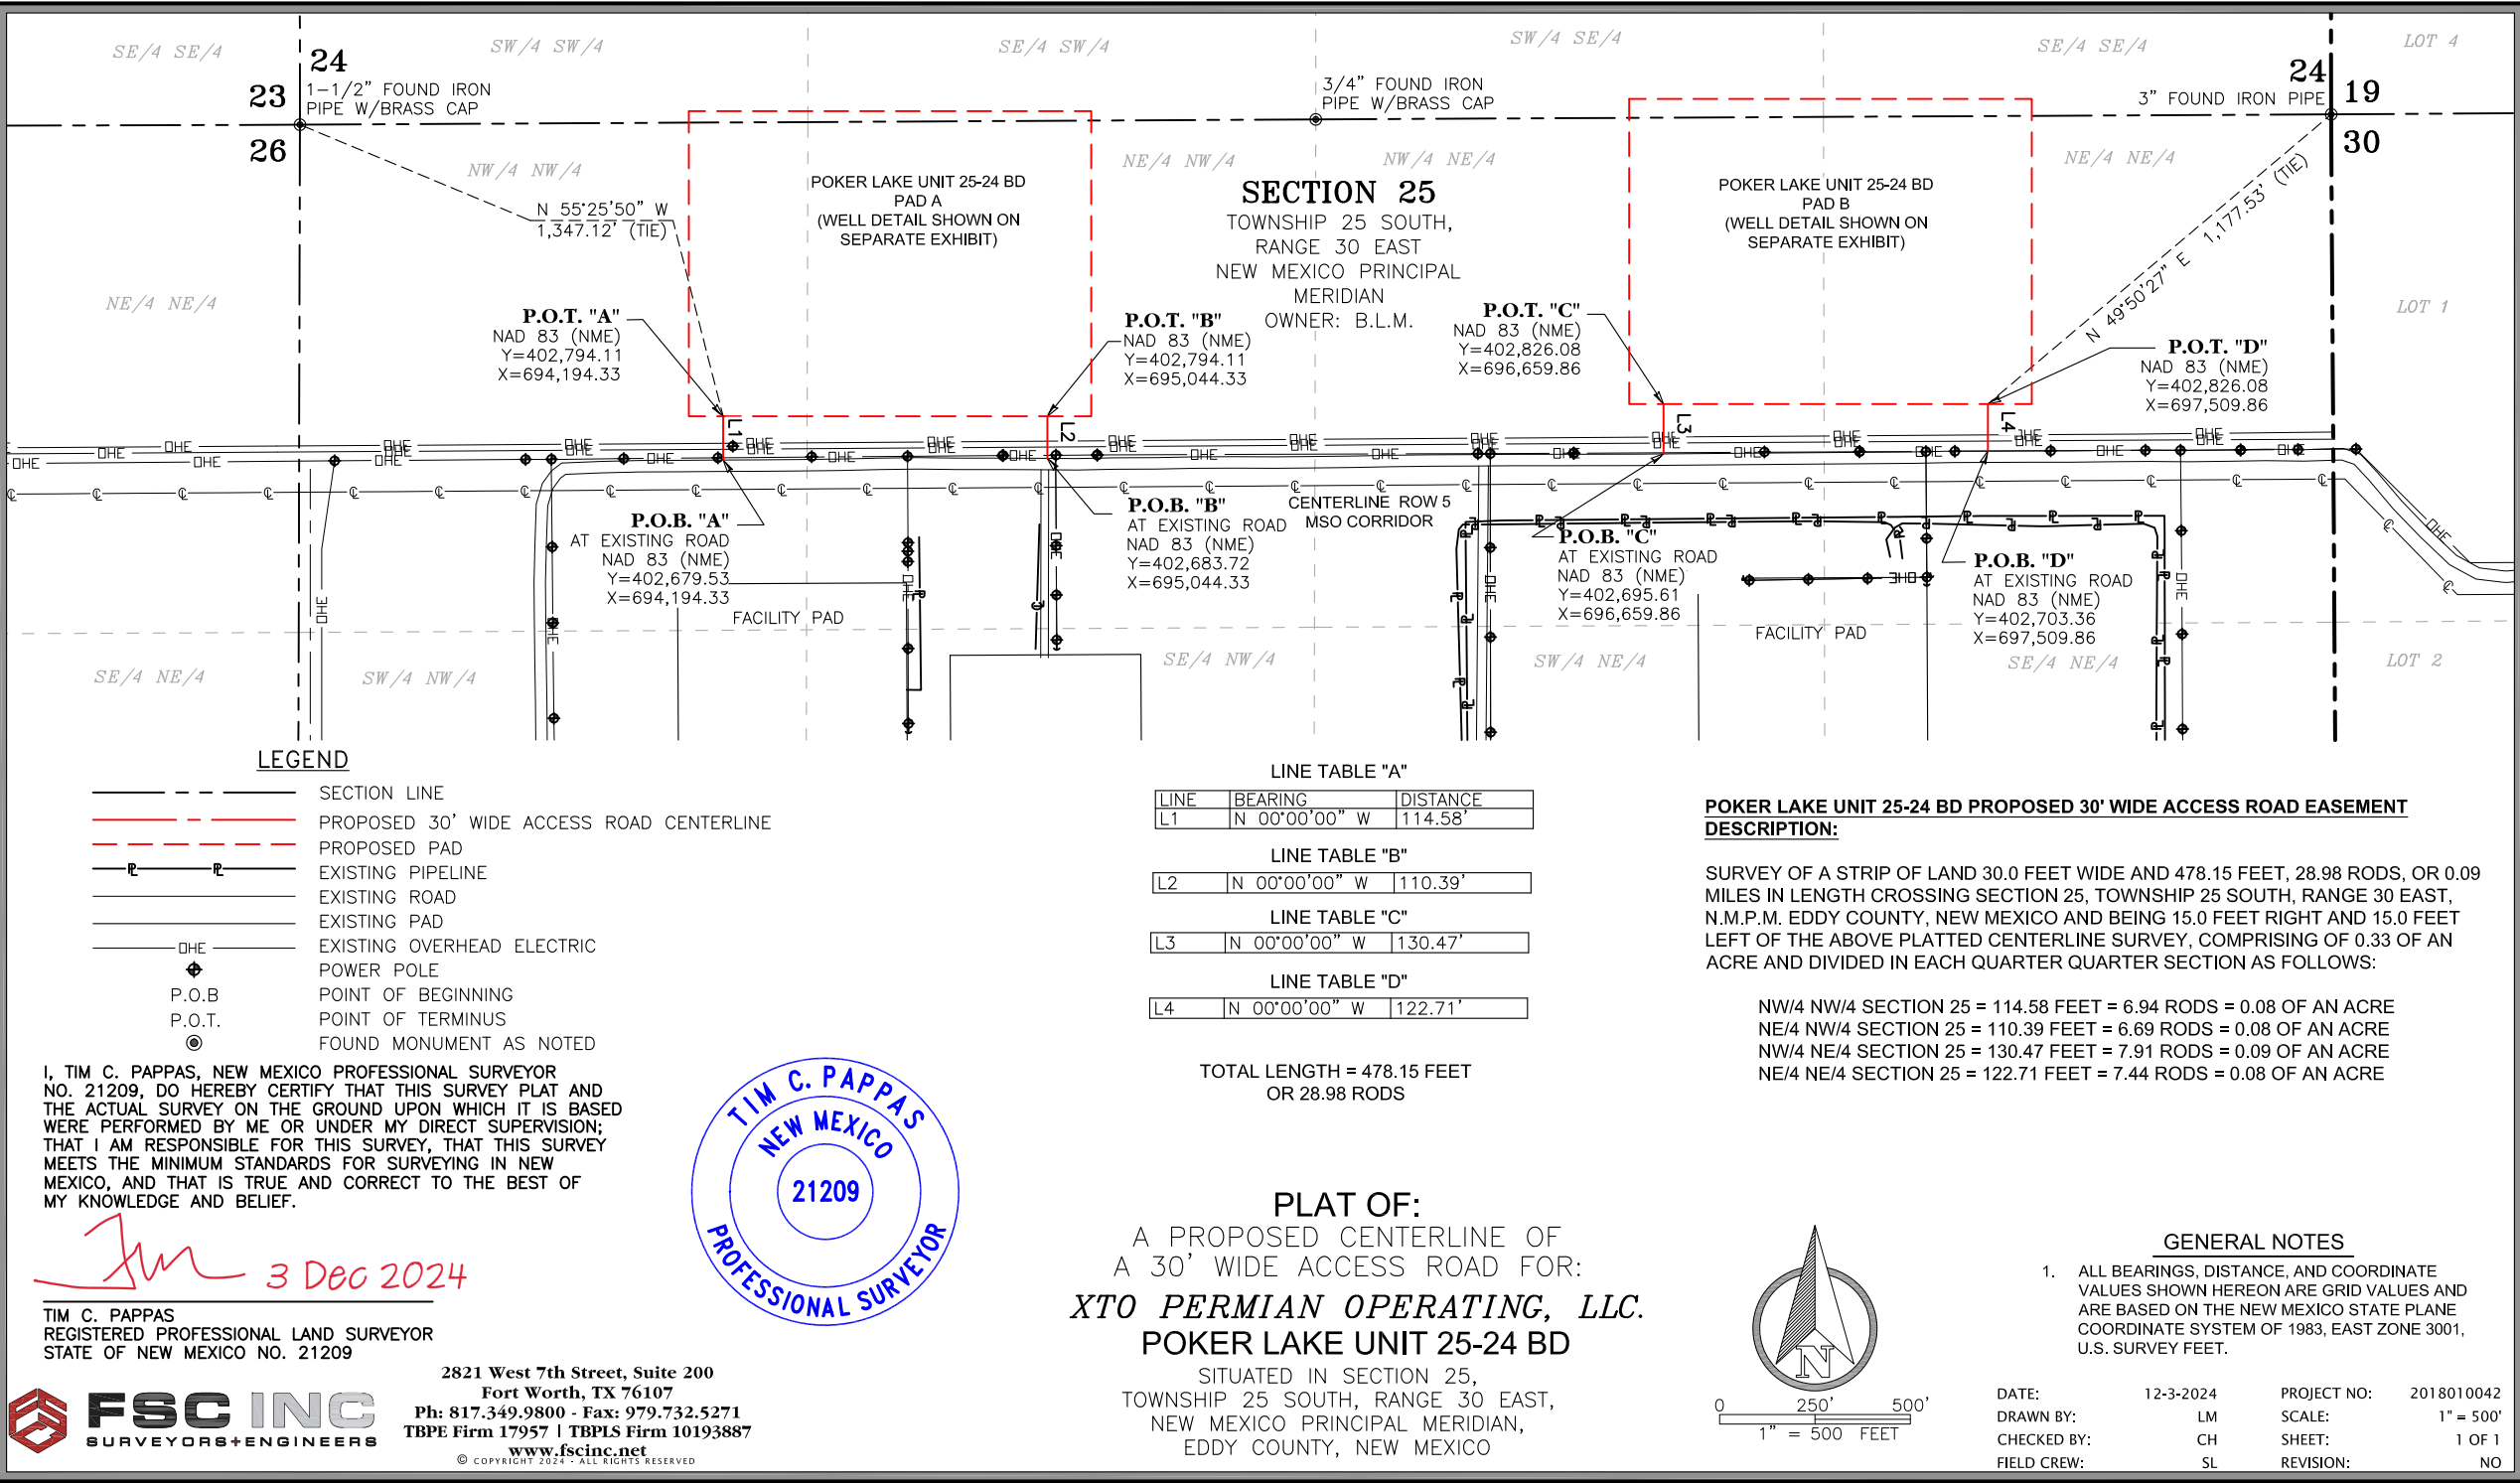 SE/4 SE/4
SW/4 SW/4
SE/4 SW/4
SW/4 SE/4
SE/4 SE/4
LOT 4
24
23
26
1-1/2" FOUND IRON
PIPE W/BRASS CAP
3/4" FOUND IRON
PIPE W/BRASS CAP
24
19
30
3" FOUND IRON PIPE
NW/4 NW/4
NE/4 NW/4
NW/4 NE/4
NE/4 NE/4
N 55°25'50" W
1,347.12' (TIE)
POKER LAKE UNIT 25-24 BD
PAD A
(WELL DETAIL SHOWN ON
SEPARATE EXHIBIT)
SECTION 25
TOWNSHIP 25 SOUTH,
RANGE 30 EAST
NEW MEXICO PRINCIPAL
MERIDIAN
OWNER: B.L.M.
POKER LAKE UNIT 25-24 BD
PAD B
(WELL DETAIL SHOWN ON
SEPARATE EXHIBIT)
N 49°50'27" E 1,177.53' (TIE)
NE/4 NE/4
LOT 1
P.O.T. "A"
NAD 83 (NME)
Y=402,794.11
X=694,194.33
P.O.T. "B"
NAD 83 (NME)
Y=402,794.11
X=695,044.33
P.O.T. "C"
NAD 83 (NME)
Y=402,826.08
X=696,659.86
P.O.T. "D"
NAD 83 (NME)
Y=402,826.08
X=697,509.86
L1
L2
L3
L4
OHE
P.O.B. "A"
AT EXISTING ROAD
NAD 83 (NME)
Y=402,679.53
X=694,194.33
P.O.B. "B"
AT EXISTING ROAD
NAD 83 (NME)
Y=402,683.72
X=695,044.33
CENTERLINE ROW 5
MSO CORRIDOR
P.O.B. "C"
AT EXISTING ROAD
NAD 83 (NME)
Y=402,695.61
X=696,659.86
P.O.B. "D"
AT EXISTING ROAD
NAD 83 (NME)
Y=402,703.36
X=697,509.86
FACILITY PAD
FACILITY PAD
SE/4 NE/4
SW/4 NW/4
SE/4 NW/4
SW/4 NE/4
SE/4 NE/4
LOT 2
LEGEND
SECTION LINE
PROPOSED 30' WIDE ACCESS ROAD CENTERLINE
PROPOSED PAD
EXISTING PIPELINE
EXISTING ROAD
EXISTING PAD
OHE EXISTING OVERHEAD ELECTRIC
POWER POLE
P.O.B POINT OF BEGINNING
P.O.T. POINT OF TERMINUS
FOUND MONUMENT AS NOTED
LINE TABLE "A"
LINE BEARING DISTANCE
L1 N 00°00'00" W 114.58'
LINE TABLE "B"
L2 N 00°00'00" W 110.39'
LINE TABLE "C"
L3 N 00°00'00" W 130.47'
LINE TABLE "D"
L4 N 00°00'00" W 122.71'
TOTAL LENGTH = 478.15 FEET
OR 28.98 RODS
POKER LAKE UNIT 25-24 BD PROPOSED 30' WIDE ACCESS ROAD EASEMENT
DESCRIPTION:
SURVEY OF A STRIP OF LAND 30.0 FEET WIDE AND 478.15 FEET, 28.98 RODS, OR 0.09
MILES IN LENGTH CROSSING SECTION 25, TOWNSHIP 25 SOUTH, RANGE 30 EAST,
N.M.P.M. EDDY COUNTY, NEW MEXICO AND BEING 15.0 FEET RIGHT AND 15.0 FEET
LEFT OF THE ABOVE PLATTED CENTERLINE SURVEY, COMPRISING OF 0.33 OF AN
ACRE AND DIVIDED IN EACH QUARTER QUARTER SECTION AS FOLLOWS:
NW/4 NW/4 SECTION 25 = 114.58 FEET = 6.94 RODS = 0.08 OF AN ACRE
NE/4 NW/4 SECTION 25 = 110.39 FEET = 6.69 RODS = 0.08 OF AN ACRE
NW/4 NE/4 SECTION 25 = 130.47 FEET = 7.91 RODS = 0.09 OF AN ACRE
NE/4 NE/4 SECTION 25 = 122.71 FEET = 7.44 RODS = 0.08 OF AN ACRE
I, TIM C. PAPPAS, NEW MEXICO PROFESSIONAL SURVEYOR
NO. 21209, DO HEREBY CERTIFY THAT THIS SURVEY PLAT AND
THE ACTUAL SURVEY ON THE GROUND UPON WHICH IT IS BASED
WERE PERFORMED BY ME OR UNDER MY DIRECT SUPERVISION;
THAT I AM RESPONSIBLE FOR THIS SURVEY, THAT THIS SURVEY
MEETS THE MINIMUM STANDARDS FOR SURVEYING IN NEW
MEXICO, AND THAT IS TRUE AND CORRECT TO THE BEST OF
MY KNOWLEDGE AND BELIEF.
3 Dec 2024
TIM C. PAPPAS
REGISTERED PROFESSIONAL LAND SURVEYOR
STATE OF NEW MEXICO NO. 21209
TIM C. PAPPAS
NEW MEXICO
21209
PROFESSIONAL SURVEYOR
FSC INC
SURVEYORS+ENGINEERS
2821 West 7th Street, Suite 200
Fort Worth, TX 76107
Ph: 817.349.9800 - Fax: 979.732.5271
TBPE Firm 17957 | TBPLS Firm 10193887
www.fscinc.net
© COPYRIGHT 2024 - ALL RIGHTS RESERVED
PLAT OF:
A PROPOSED CENTERLINE OF
A 30' WIDE ACCESS ROAD FOR:
XTO PERMIAN OPERATING, LLC.
POKER LAKE UNIT 25-24 BD
SITUATED IN SECTION 25,
TOWNSHIP 25 SOUTH, RANGE 30 EAST,
NEW MEXICO PRINCIPAL MERIDIAN,
EDDY COUNTY, NEW MEXICO
N
0 250' 500'
1" = 500 FEET
GENERAL NOTES
1. ALL BEARINGS, DISTANCE, AND COORDINATE
VALUES SHOWN HEREON ARE GRID VALUES AND
ARE BASED ON THE NEW MEXICO STATE PLANE
COORDINATE SYSTEM OF 1983, EAST ZONE 3001,
U.S. SURVEY FEET.
DATE: 12-3-2024 PROJECT NO: 2018010042
DRAWN BY: LM SCALE: 1" = 500'
CHECKED BY: CH SHEET: 1 OF 1
FIELD CREW: SL REVISION: NO